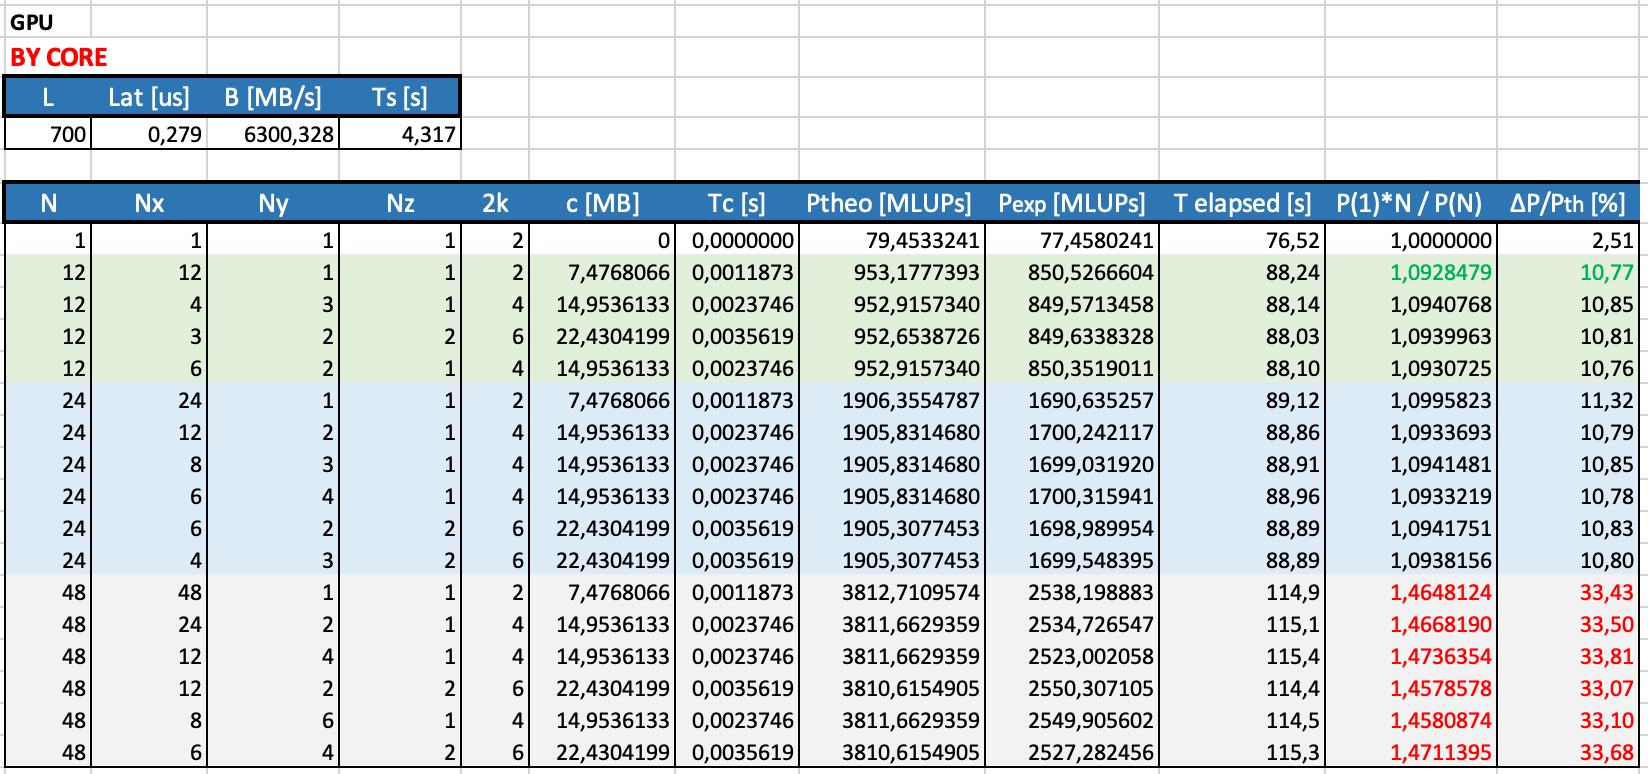 GPU
BY CORE
L Lat [us] B [MB/s] Ts [s]
700 0,279 6300,328 4,317
N Nx Ny Nz 2k c [MB] Tc [s] Ptheo [MLUPs] Pexp [MLUPs] T elapsed [s] P(1)*N / P(N) ΔP/Pth [%]
1 1 1 1 2 0 0,0000000 79,4533241 77,4580241 76,52 1,0000000 2,51
12 12 1 1 2 7,4768066 0,0011873 953,1777393 850,5266604 88,24 1,0928479 10,77
12 4 3 1 4 14,9536133 0,0023746 952,9157340 849,5713458 88,14 1,0940768 10,85
12 3 2 2 6 22,4304199 0,0035619 952,6538726 849,6338328 88,03 1,0939963 10,81
12 6 2 1 4 14,9536133 0,0023746 952,9157340 850,3519011 88,10 1,0930725 10,76
24 24 1 1 2 7,4768066 0,0011873 1906,3554787 1690,635257 89,12 1,0995823 11,32
24 12 2 1 4 14,9536133 0,0023746 1905,8314680 1700,242117 88,86 1,0933693 10,79
24 8 3 1 4 14,9536133 0,0023746 1905,8314680 1699,031920 88,91 1,0941481 10,85
24 6 4 1 4 14,9536133 0,0023746 1905,8314680 1700,315941 88,96 1,0933219 10,78
24 6 2 2 6 22,4304199 0,0035619 1905,3077453 1698,989954 88,89 1,0941751 10,83
24 4 3 2 6 22,4304199 0,0035619 1905,3077453 1699,548395 88,89 1,0938156 10,80
48 48 1 1 2 7,4768066 0,0011873 3812,7109574 2538,198883 114,9 1,4648124 33,43
48 24 2 1 4 14,9536133 0,0023746 3811,6629359 2534,726547 115,1 1,4668190 33,50
48 12 4 1 4 14,9536133 0,0023746 3811,6629359 2523,002058 115,4 1,4736354 33,81
48 12 2 2 6 22,4304199 0,0035619 3810,6154905 2550,307105 114,4 1,4578578 33,07
48 8 6 1 4 14,9536133 0,0023746 3811,6629359 2549,905602 114,5 1,4580874 33,10
48 6 4 2 6 22,4304199 0,0035619 3810,6154905 2527,282456 115,3 1,4711395 33,68